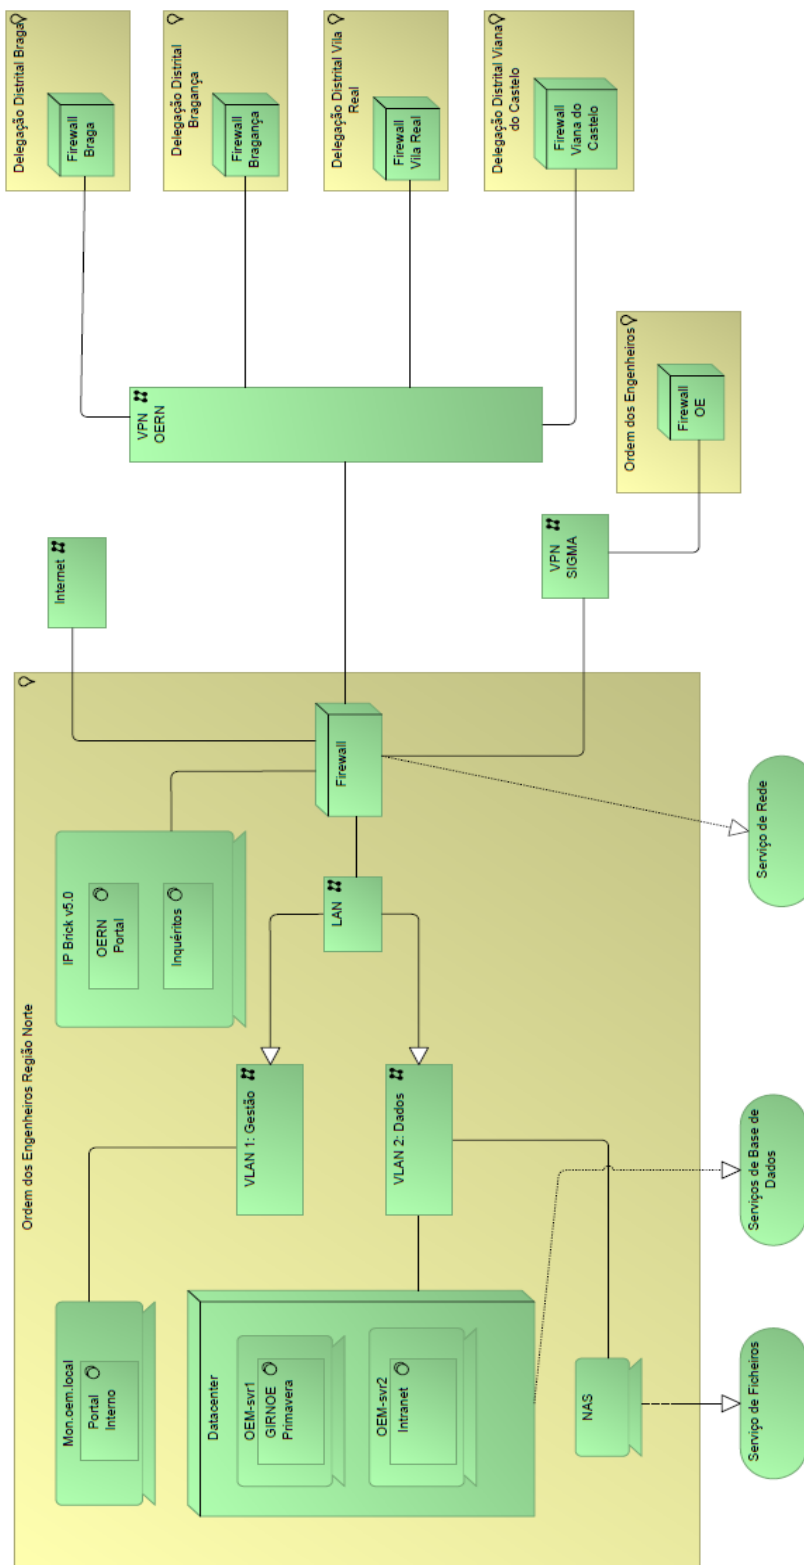 Ordem dos Engenheiros Região Norte
Mon.oem.local
Portal
Interno
Datacenter
OEM-svr1
GIRNOE
Primavera
OEM-svr2
Intranet
NAS
VLAN 1: Gestão
VLAN 2: Dados
IP Brick v5.0
OERN
Portal
Inquéritos
LAN
Firewall
Internet
VPN
OERN
VPN
SIGMA
Delegação Distrital Braga
Firewall
Braga
Delegação Distrital
Bragança
Firewall
Bragança
Delegação Distrital Vila
Real
Firewall
Vila Real
Delegação Distrital Viana
do Castelo
Firewall
Viana do
Castelo
Ordem dos Engenheiros
Firewall
OE
Serviço de Ficheiros
Serviços de Base de
Dados
Serviço de Rede